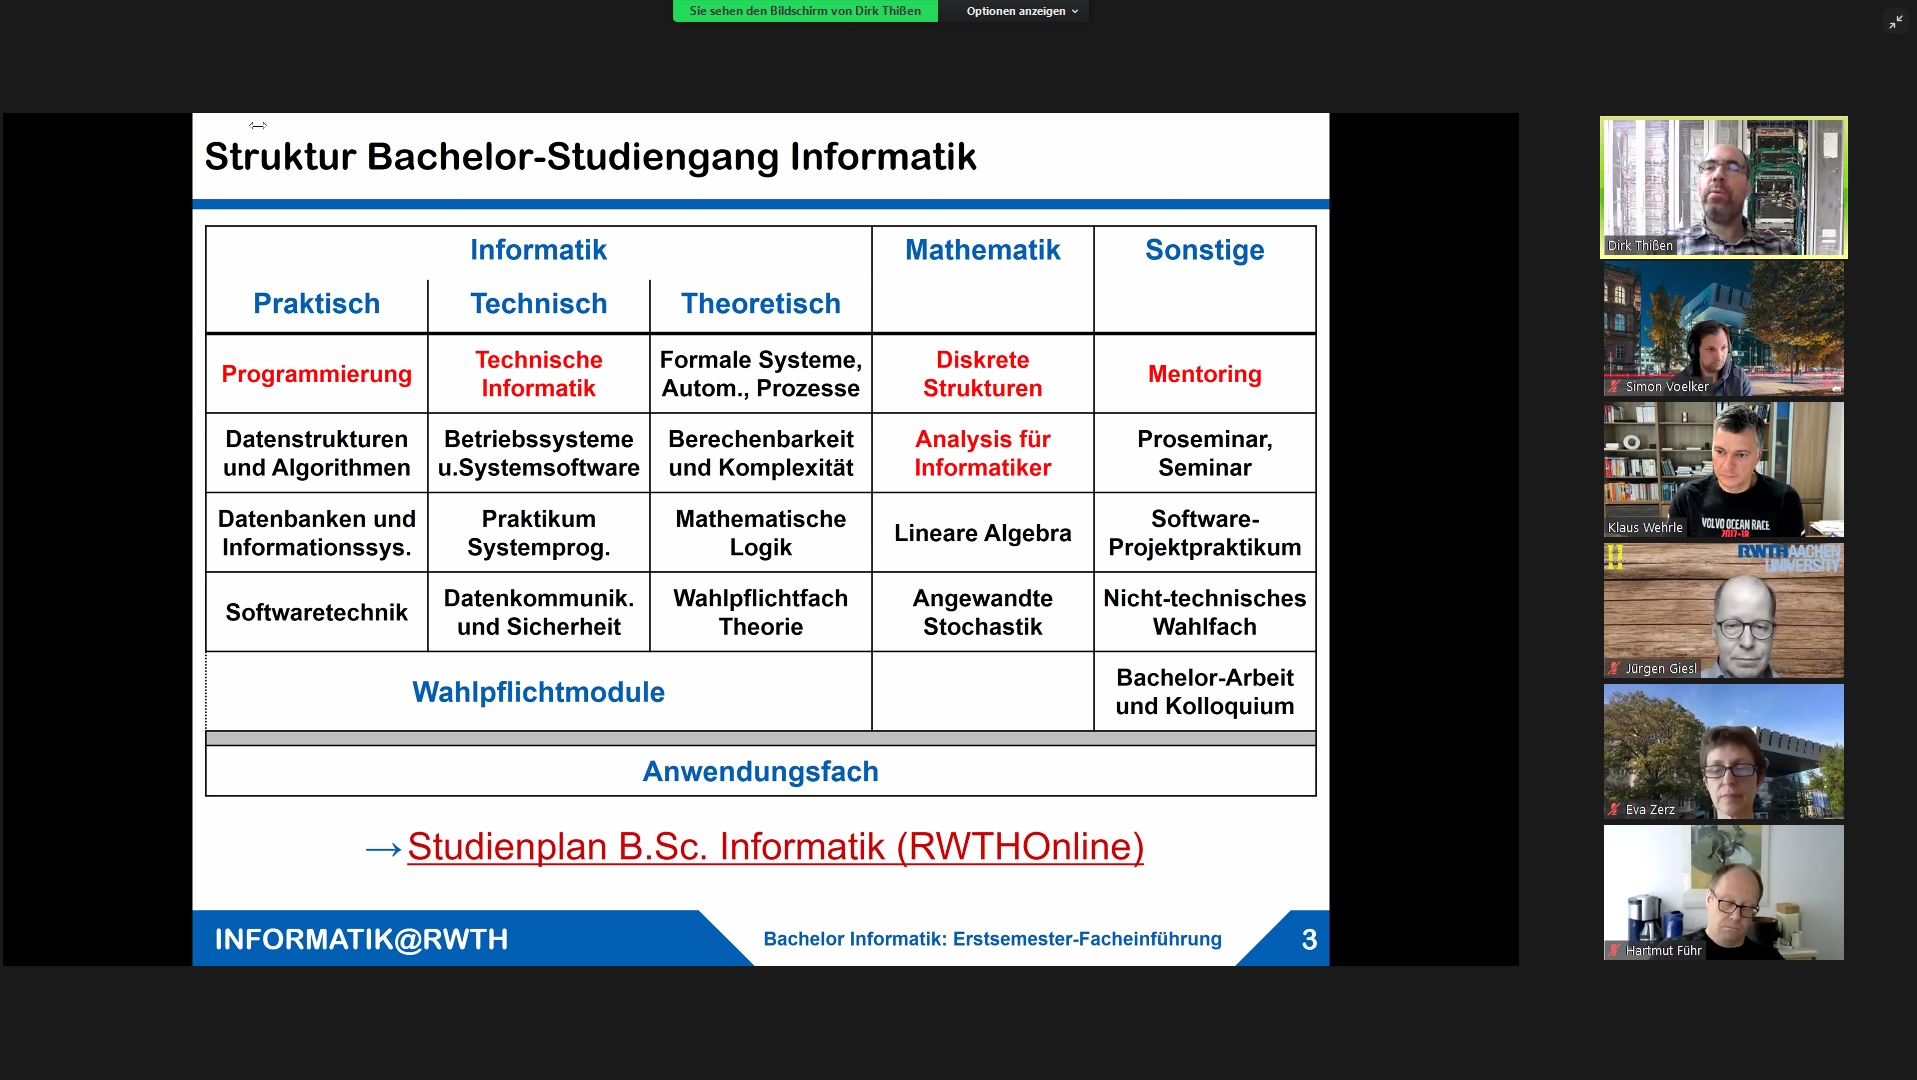 Sie sehen den Bildschirm von Dirk Thißen
Optionen anzeigen
Struktur Bachelor-Studiengang Informatik
Informatik
Mathematik
Sonstige
Praktisch
Technisch
Theoretisch
Programmierung
Technische
Informatik
Formale Systeme,
Autom., Prozesse
Diskrete
Strukturen
Mentoring
Datenstrukturen
und Algorithmen
Betriebssysteme
u.Systemsoftware
Berechenbarkeit
und Komplexität
Analysis für
Informatiker
Proseminar,
Seminar
Datenbanken und
Informationssys.
Praktikum
Systemprog.
Mathematische
Logik
Lineare Algebra
Software-
Projektpraktikum
Softwaretechnik
Datenkommunik.
und Sicherheit
Wahlpflichtfach
Theorie
Angewandte
Stochastik
Nicht-technisches
Wahlfach
Wahlpflichtmodule
Bachelor-Arbeit
und Kolloquium
Anwendungsfach
→ Studienplan B.Sc. Informatik (RWTHOnline)
INFORMATIK@RWTH
Bachelor Informatik: Erstsemester-Facheinführung
3
Dirk Thißen
Simon Voelker
VOLVO OCEAN RACE
2017-18
Klaus Wehrle
H
RWTH AACHEN
UNIVERSITY
Jürgen Giesl
Eva Zerz
Hartmut Führ